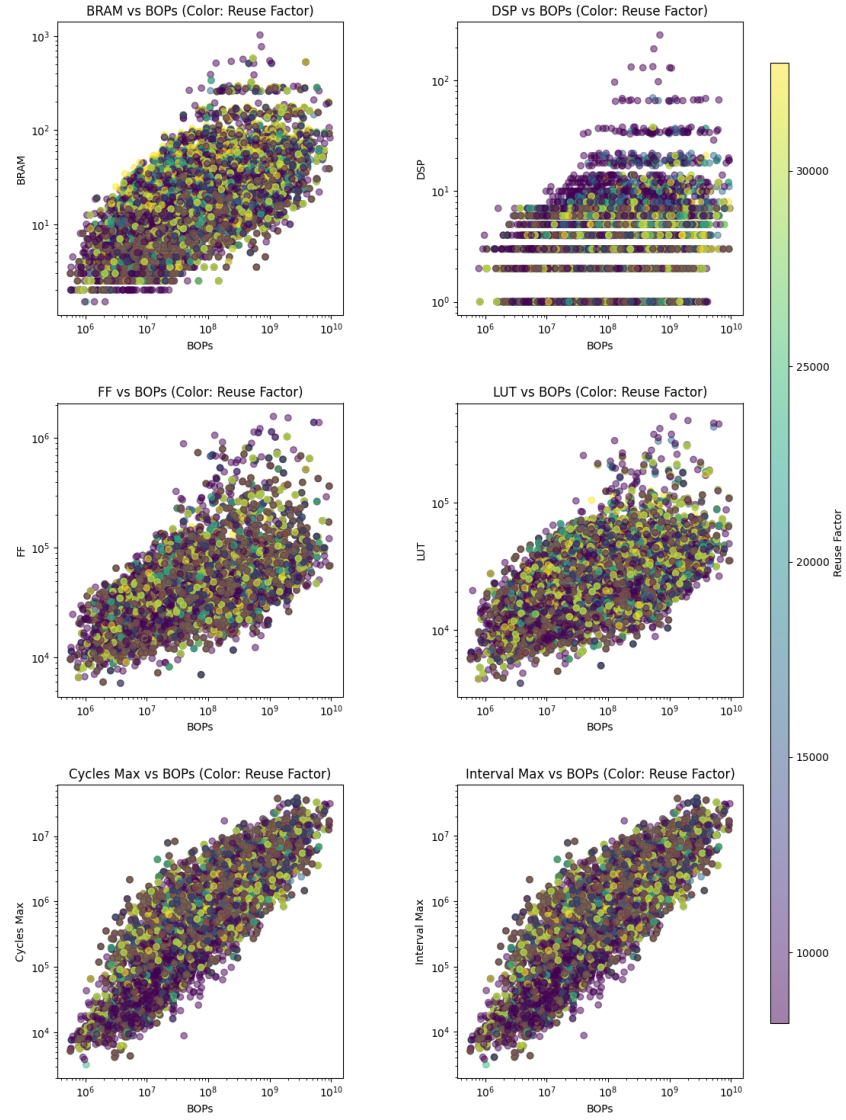 BRAM vs BOPs (Color: Reuse Factor)
10³
10²
10¹
BRAM
10⁶ 10⁷ 10⁸ 10⁹ 10¹⁰
BOPs
DSP vs BOPs (Color: Reuse Factor)
10²
10¹
10⁰
DSP
10⁶ 10⁷ 10⁸ 10⁹ 10¹⁰
BOPs
FF vs BOPs (Color: Reuse Factor)
10⁶
10⁵
10⁴
FF
10⁶ 10⁷ 10⁸ 10⁹ 10¹⁰
BOPs
LUT vs BOPs (Color: Reuse Factor)
10⁵
10⁴
LUT
10⁶ 10⁷ 10⁸ 10⁹ 10¹⁰
BOPs
Cycles Max vs BOPs (Color: Reuse Factor)
10⁷
10⁶
10⁵
10⁴
Cycles Max
10⁶ 10⁷ 10⁸ 10⁹ 10¹⁰
BOPs
Interval Max vs BOPs (Color: Reuse Factor)
10⁷
10⁶
10⁵
10⁴
Interval Max
10⁶ 10⁷ 10⁸ 10⁹ 10¹⁰
BOPs
30000
25000
20000
15000
10000
Reuse Factor